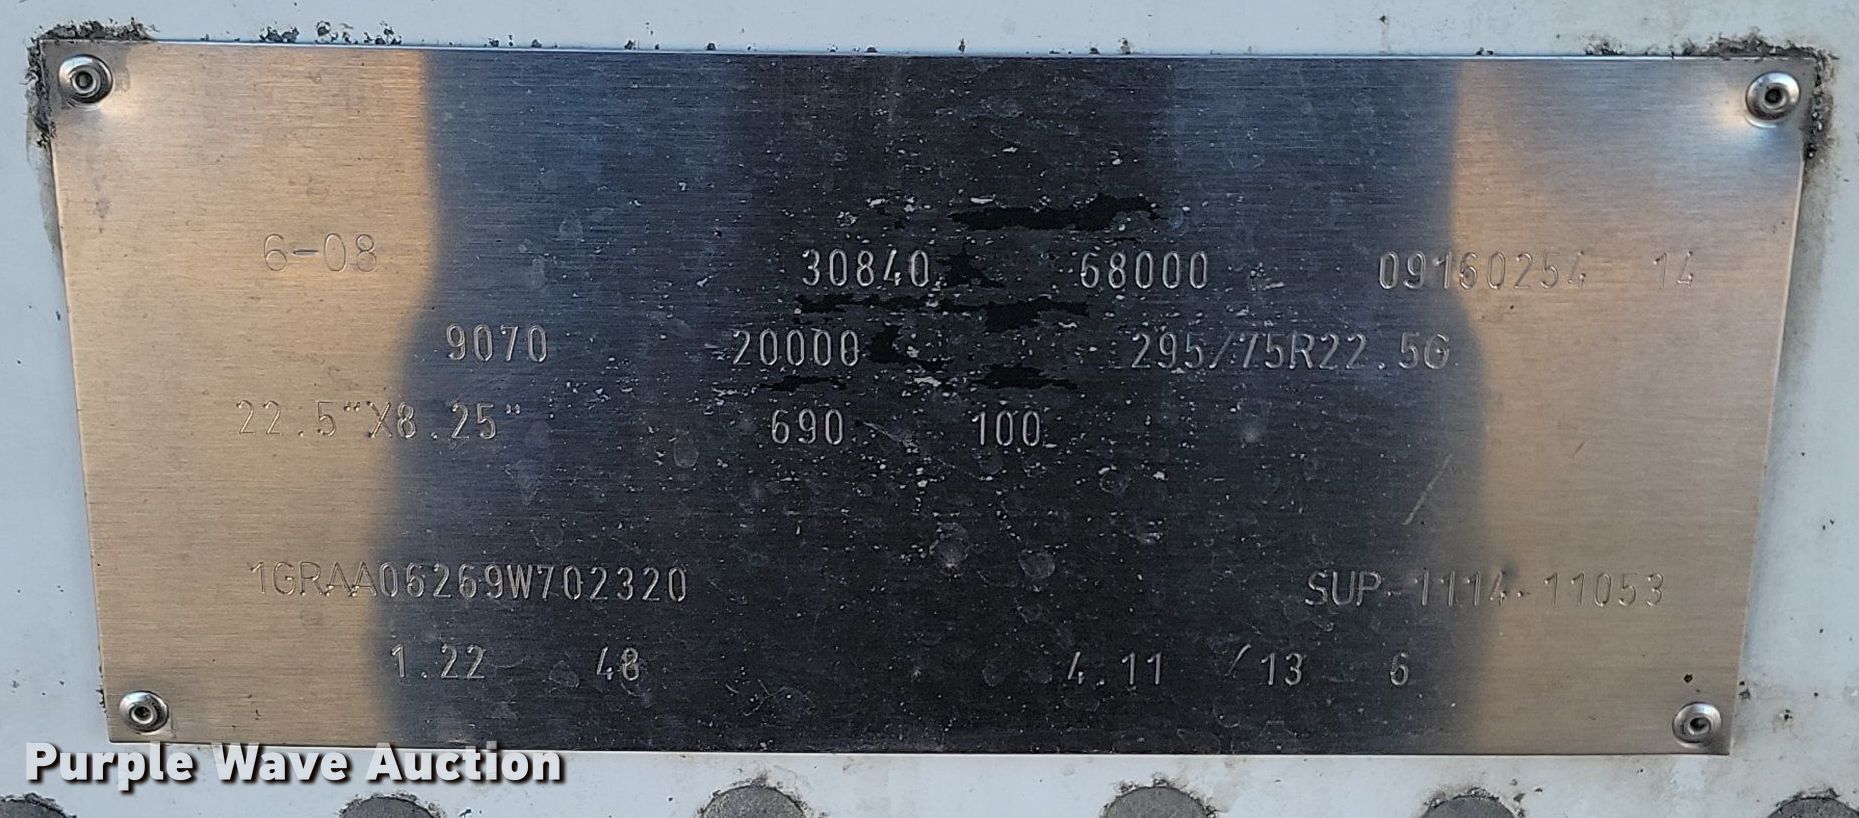 6-08 30840 68000 09160254 14
9070 20000 295/75R22.5G
22.5"X8.25" 690 100
1GRAA06269W702320 SUP-1114-11053
1.22 48 4.11 /13 6
Purple Wave Auction